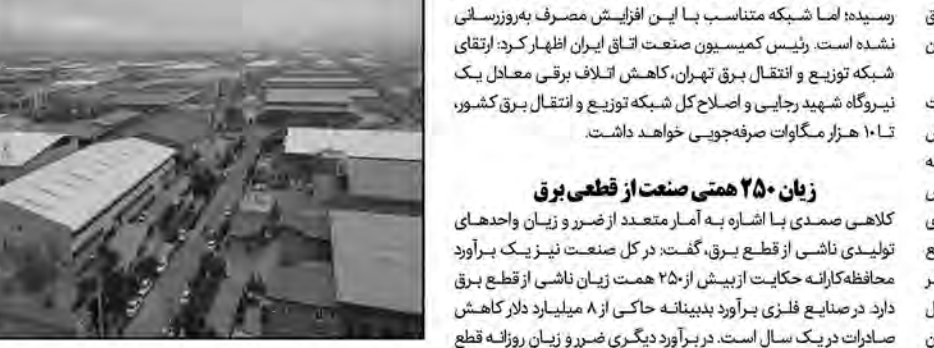 رسیده؛ اما شبکه متناسب با این افزایش مصرف به‌روزرسانی
نشده است. رئیس کمیسیون صنعت اتاق ایران اظهار کرد: ارتقای
شبکه توزیع و انتقال برق تهران، کاهش اتلاف برقی معادل یک
نیروگاه شهید رجایی و اصلاح کل شبکه توزیع و انتقال برق کشور،
تا ۱۰ هزار مگاوات صرفه‌جویی خواهد داشت.
زیان ۲۵۰ همتی صنعت از قطعی برق
کلاهی صمدی با اشاره به آمار متعدد از ضرر و زیان واحدهای
تولیدی ناشی از قطع برق، گفت: در کل صنعت نیز یک برآورد
محافظه‌کارانه حکایت از بیش از ۲۵۰ همت زیان ناشی از قطع برق
دارد. در صنایع فلزی برآورد بدبینانه حاکی از ۸ میلیارد دلار کاهش
صادرات در یک سال است. در برآورد دیگری ضرر و زیان روزانه قطع